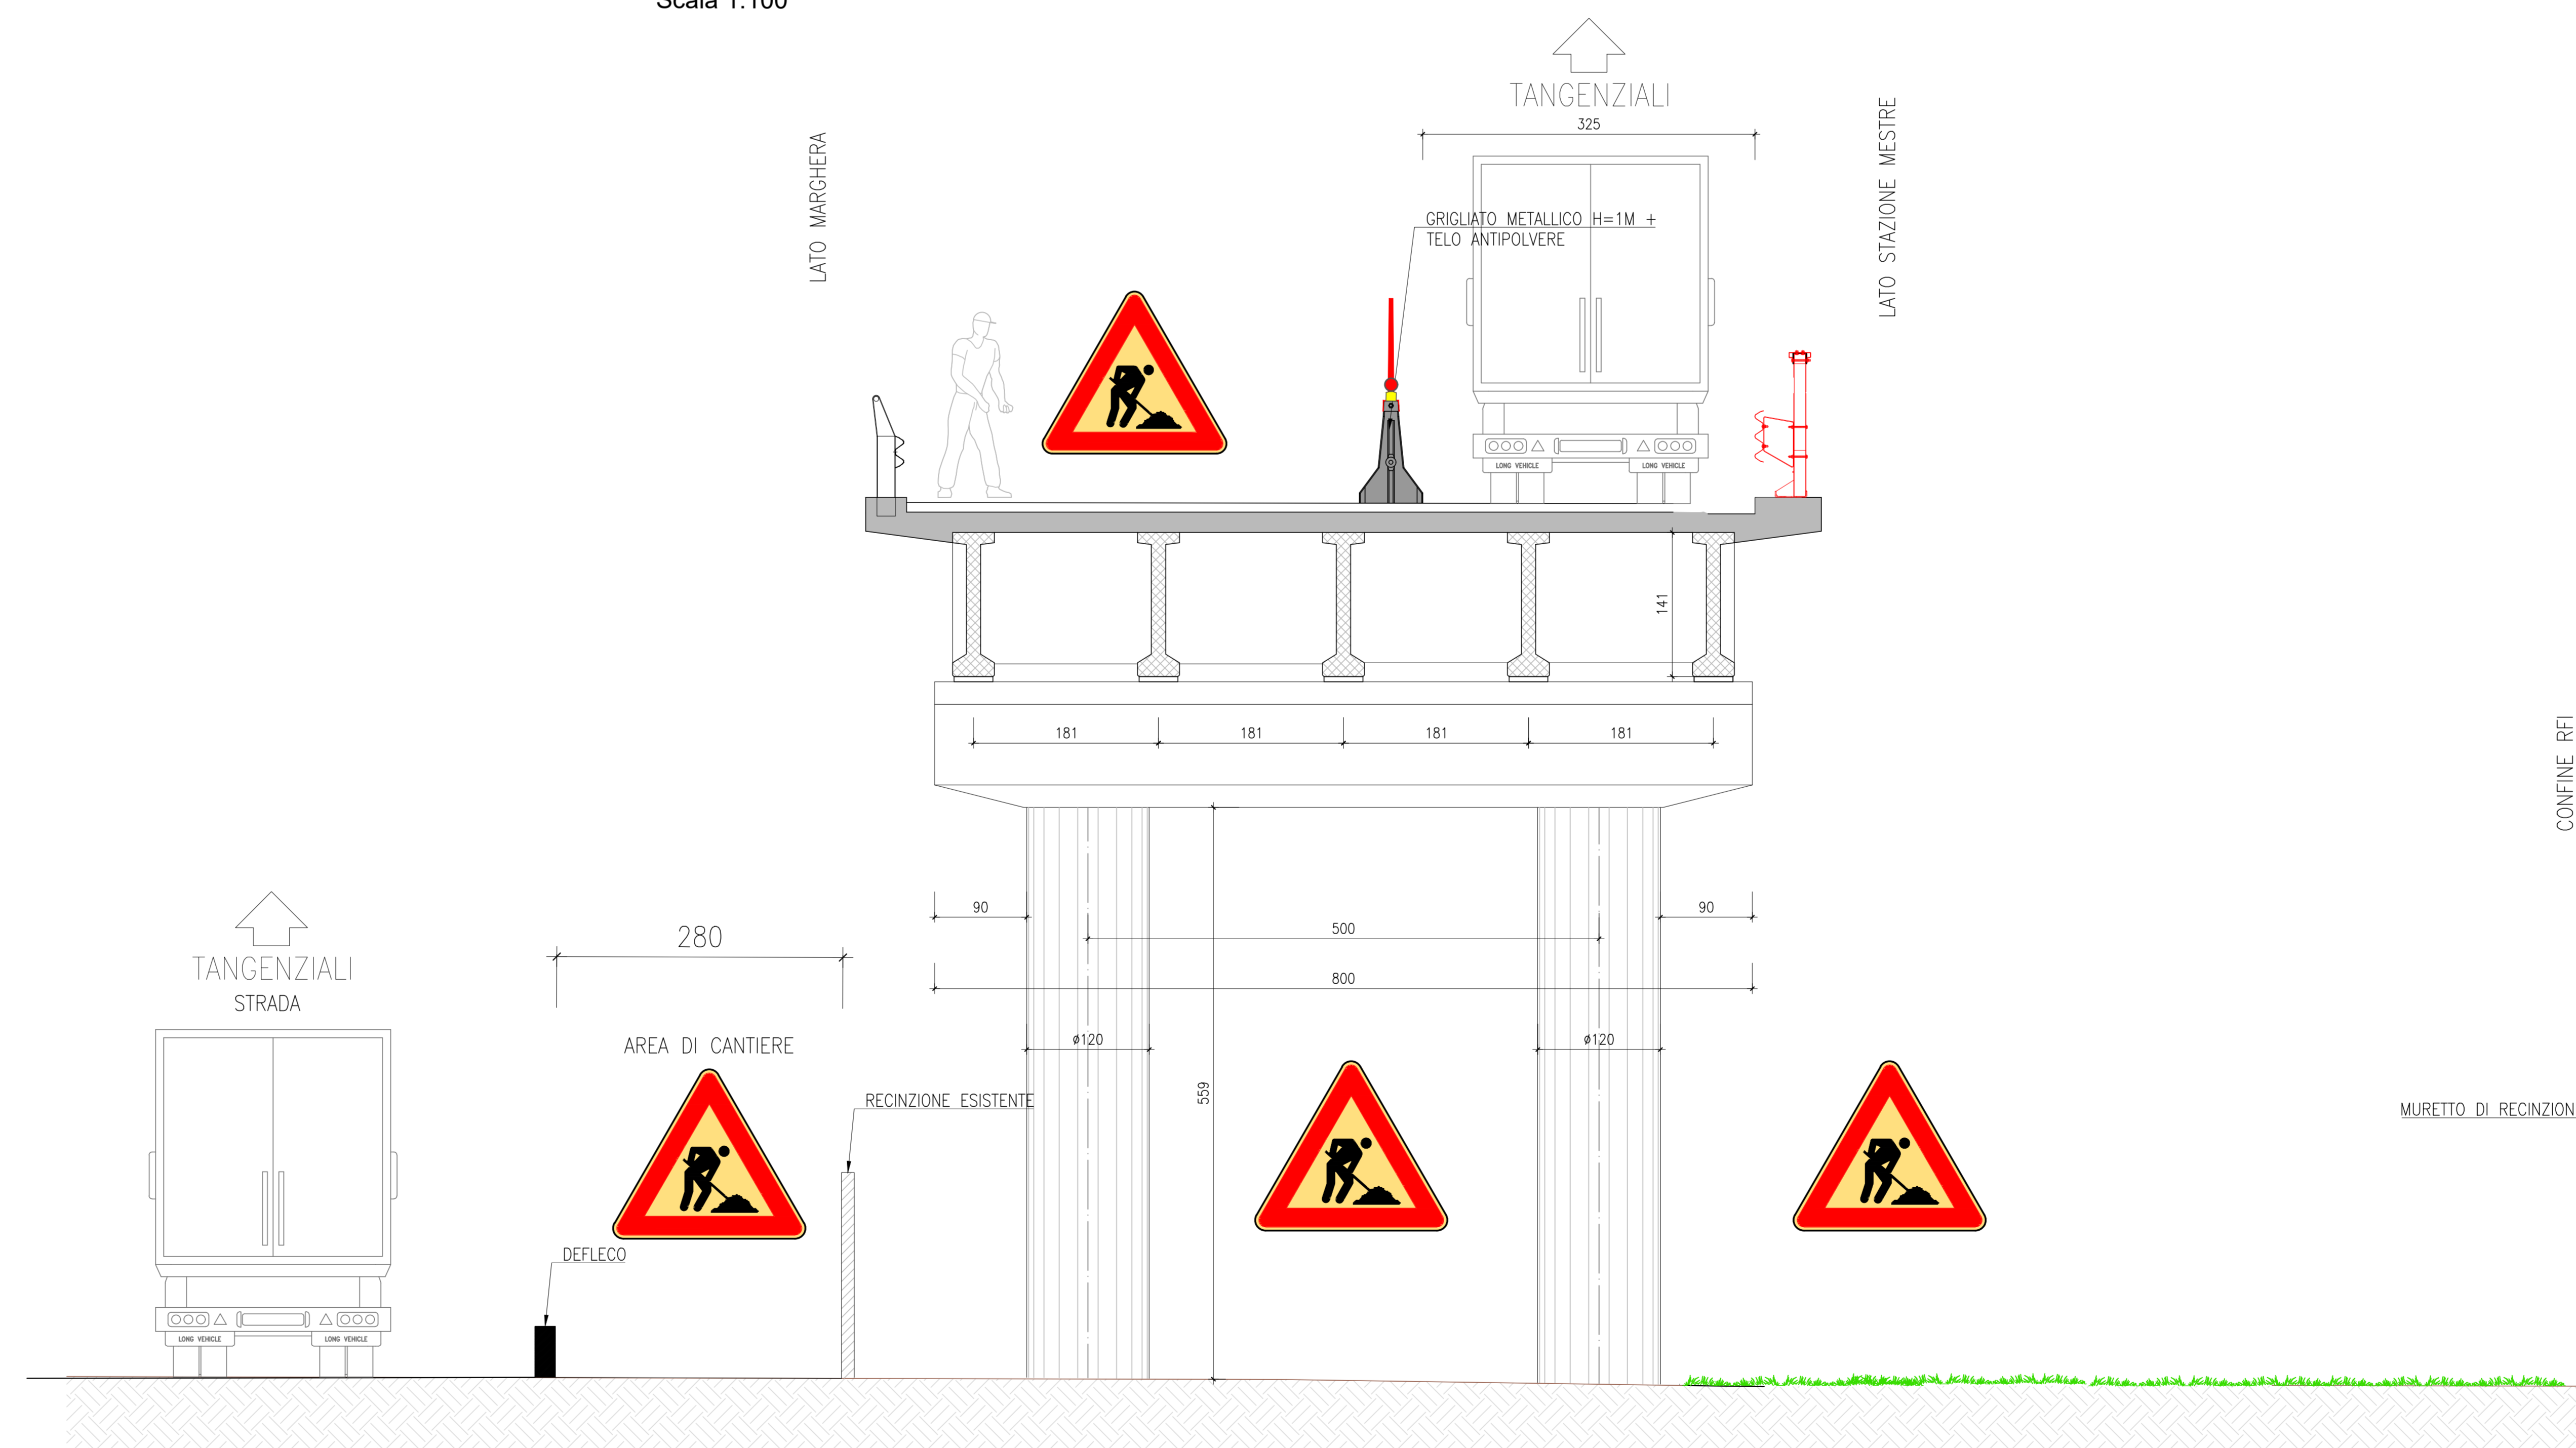 Scala 1:100
TANGENZIALI
325
LATO MARGHERA
LATO STAZIONE MESTRE
GRIGLIATO METALLICO H=1M +
TELO ANTIPOLVERE
LONG VEHICLE
LONG VEHICLE
141
181
181
181
181
CONFINE RFI
90
90
500
280
800
TANGENZIALI
STRADA
AREA DI CANTIERE
ø120
ø120
559
RECINZIONE ESISTENTE
MURETTO DI RECINZION
DEFLECO
LONG VEHICLE
LONG VEHICLE